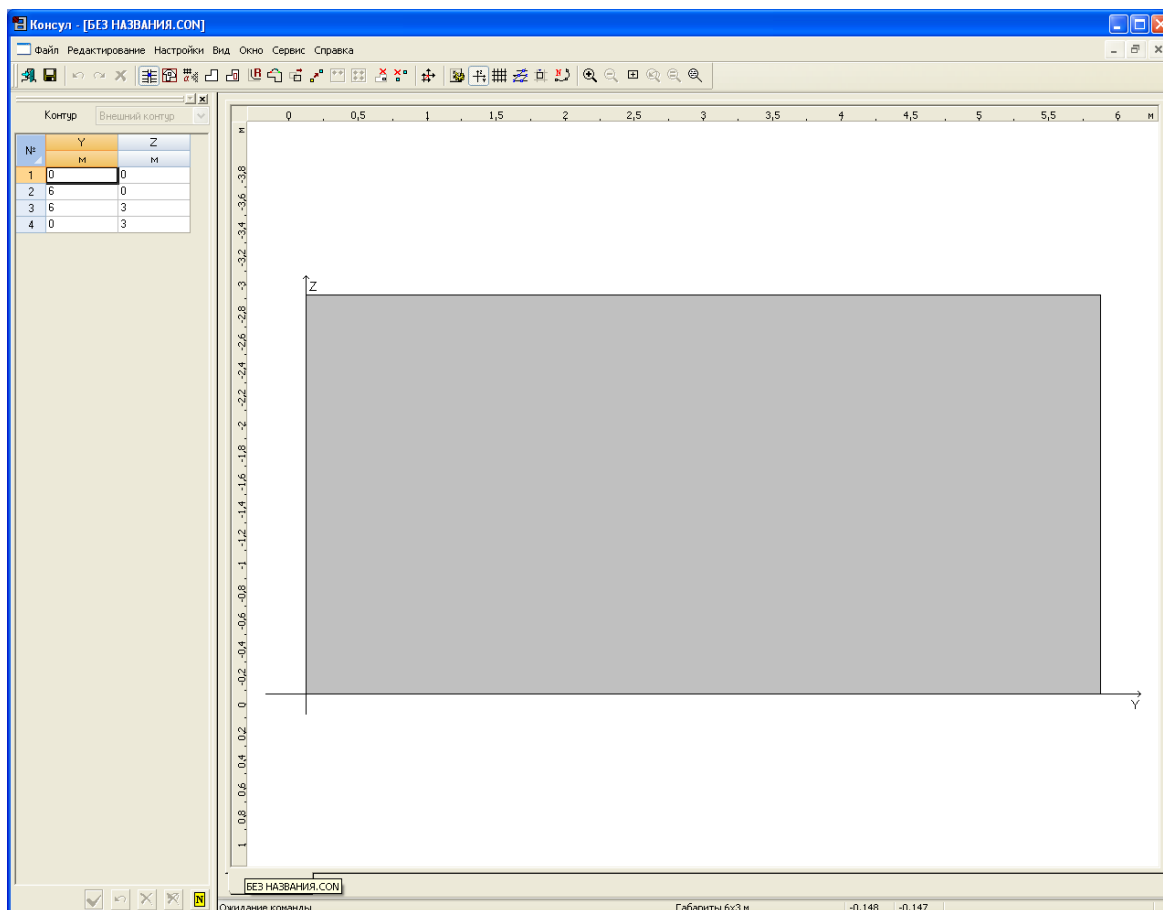 Консул - [БЕЗ НАЗВАНИЯ.CON]
Файл Редактирование Настройки Вид Окно Сервис Справка
Контур Внешний контур
№ Y Z
м м
1 0 0
2 6 0
3 6 3
4 0 3
0 0,5 1 1,5 2 2,5 3 3,5 4 4,5 5 5,5 6 м
м
-3,8
-3,6
-3,4
-3,2
-3
-2,8
-2,6
-2,4
-2,2
-2
-1,8
-1,6
-1,4
-1,2
-1
-0,8
-0,6
-0,4
-0,2
0
0,2
0,4
0,6
0,8
1
Z
Y
N
БЕЗ НАЗВАНИЯ.CON
Ожидание команды Габариты 6x3 м -0,148 -0,147